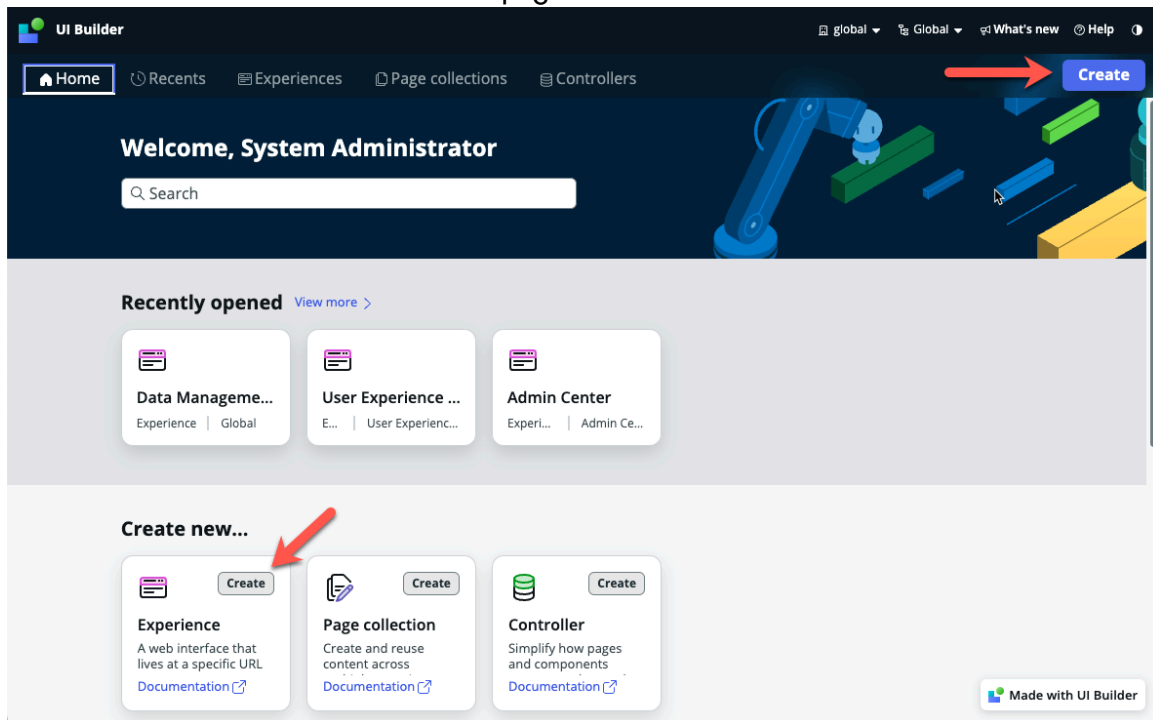 UI Builder
global
Global
What's new
Help
Home
Recents
Experiences
Page collections
Controllers
Create
Welcome, System Administrator
Search
Recently opened
View more
Data Manageme...
Experience | Global
User Experience ...
E... | User Experienc...
Admin Center
Experi... | Admin Ce...
Create new...
Create
Experience
A web interface that
lives at a specific URL
Documentation
Create
Page collection
Create and reuse
content across
Documentation
Create
Controller
Simplify how pages
and components
Documentation
Made with UI Builder